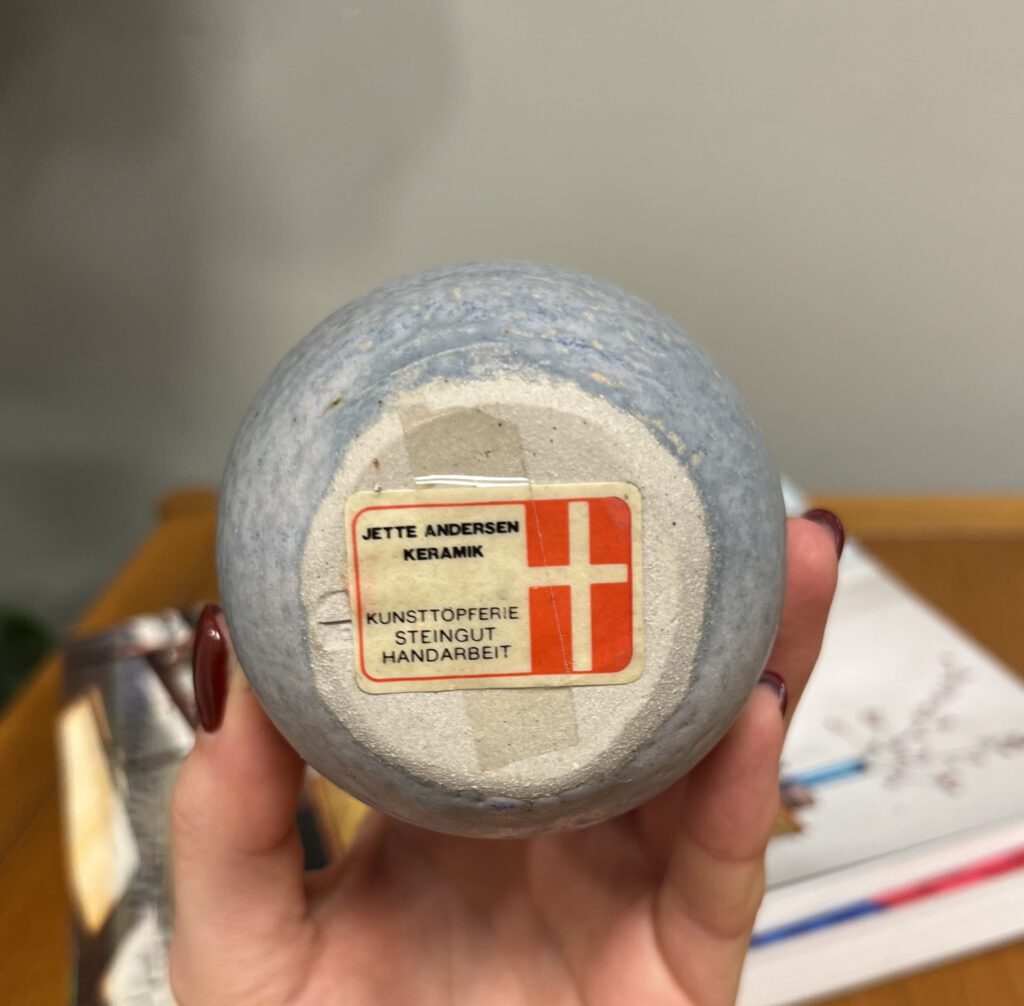 JETTE ANDERSEN
KERAMIK
KUNSTTÖPFERIE
STEINGUT
HANDARBEIT